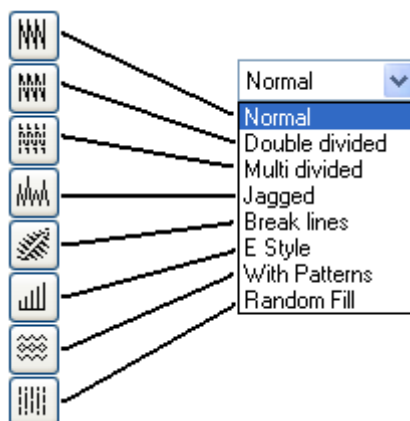 Normal
Normal
Double divided
Multi divided
Jagged
Break lines
E Style
With Patterns
Random Fill